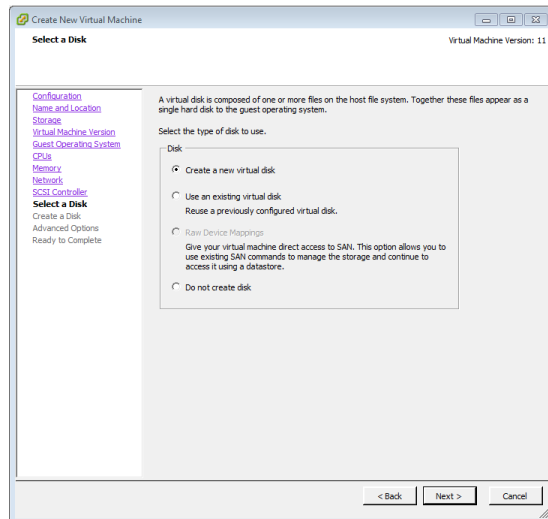 Create New Virtual Machine
Select a Disk
Virtual Machine Version: 11
Configuration
Name and Location
Storage
Virtual Machine Version
Guest Operating System
CPUs
Memory
Network
SCSI Controller
Select a Disk
Create a Disk
Advanced Options
Ready to Complete
A virtual disk is composed of one or more files on the host file system. Together these files appear as a
single hard disk to the guest operating system.
Select the type of disk to use.
Disk
Create a new virtual disk
Use an existing virtual disk
Reuse a previously configured virtual disk.
Raw Device Mappings
Give your virtual machine direct access to SAN. This option allows you to
use existing SAN commands to manage the storage and continue to
access it using a datastore.
Do not create disk
< Back
Next >
Cancel